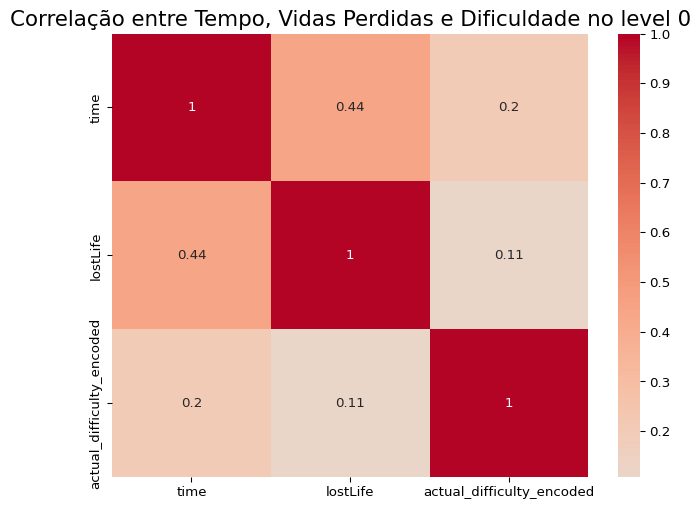 Correlação entre Tempo, Vidas Perdidas e Dificuldade no level 0
time
1
0.44
0.2
lostLife
0.44
1
0.11
actual_difficulty_encoded
0.2
0.11
1
time
lostLife
actual_difficulty_encoded
1.0
0.9
0.8
0.7
0.6
0.5
0.4
0.3
0.2